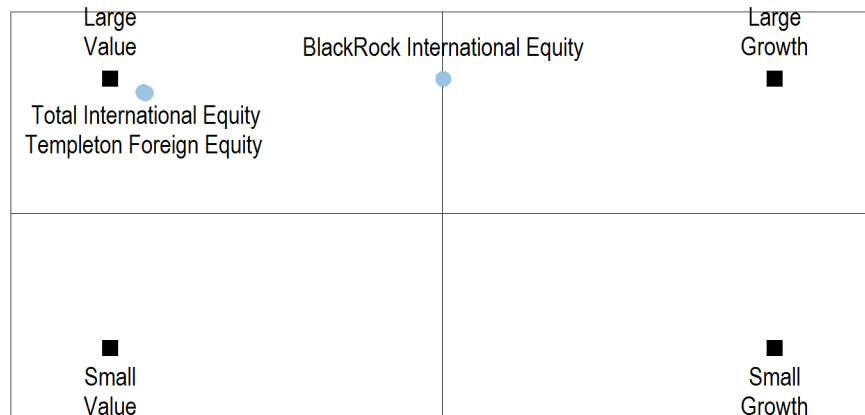 Large
Value
BlackRock International Equity
Large
Growth
Total International Equity
Templeton Foreign Equity
Small
Value
Small
Growth